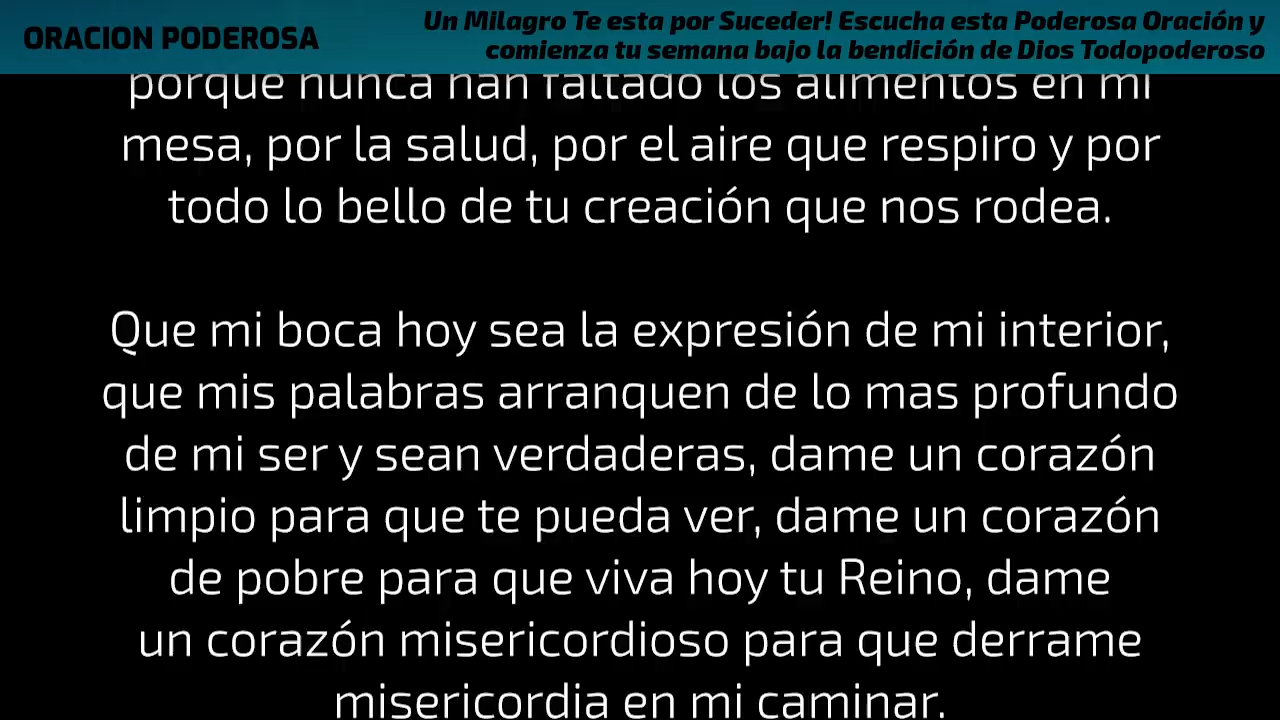 ORACION PODEROSA
Un Milagro Te esta por Suceder! Escucha esta Poderosa Oración y
comienza tu semana bajo la bendición de Dios Todopoderoso
porque nunca han faltado los alimentos en mi
mesa, por la salud, por el aire que respiro y por
todo lo bello de tu creación que nos rodea.
Que mi boca hoy sea la expresión de mi interior,
que mis palabras arranquen de lo mas profundo
de mi ser y sean verdaderas, dame un corazón
limpio para que te pueda ver, dame un corazón
de pobre para que viva hoy tu Reino, dame
un corazón misericordioso para que derrame
misericordia en mi caminar.